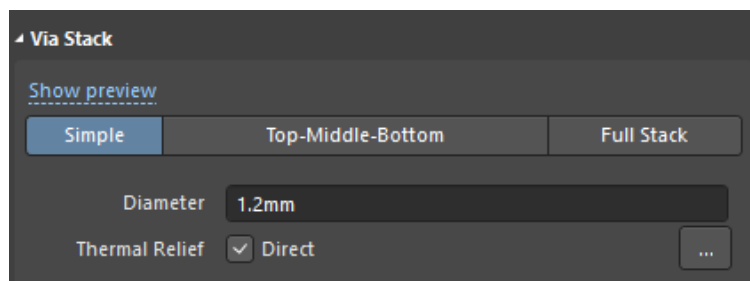 Via Stack
Show preview
Simple Top-Middle-Bottom Full Stack
Diameter 1.2mm
Thermal Relief Direct ...